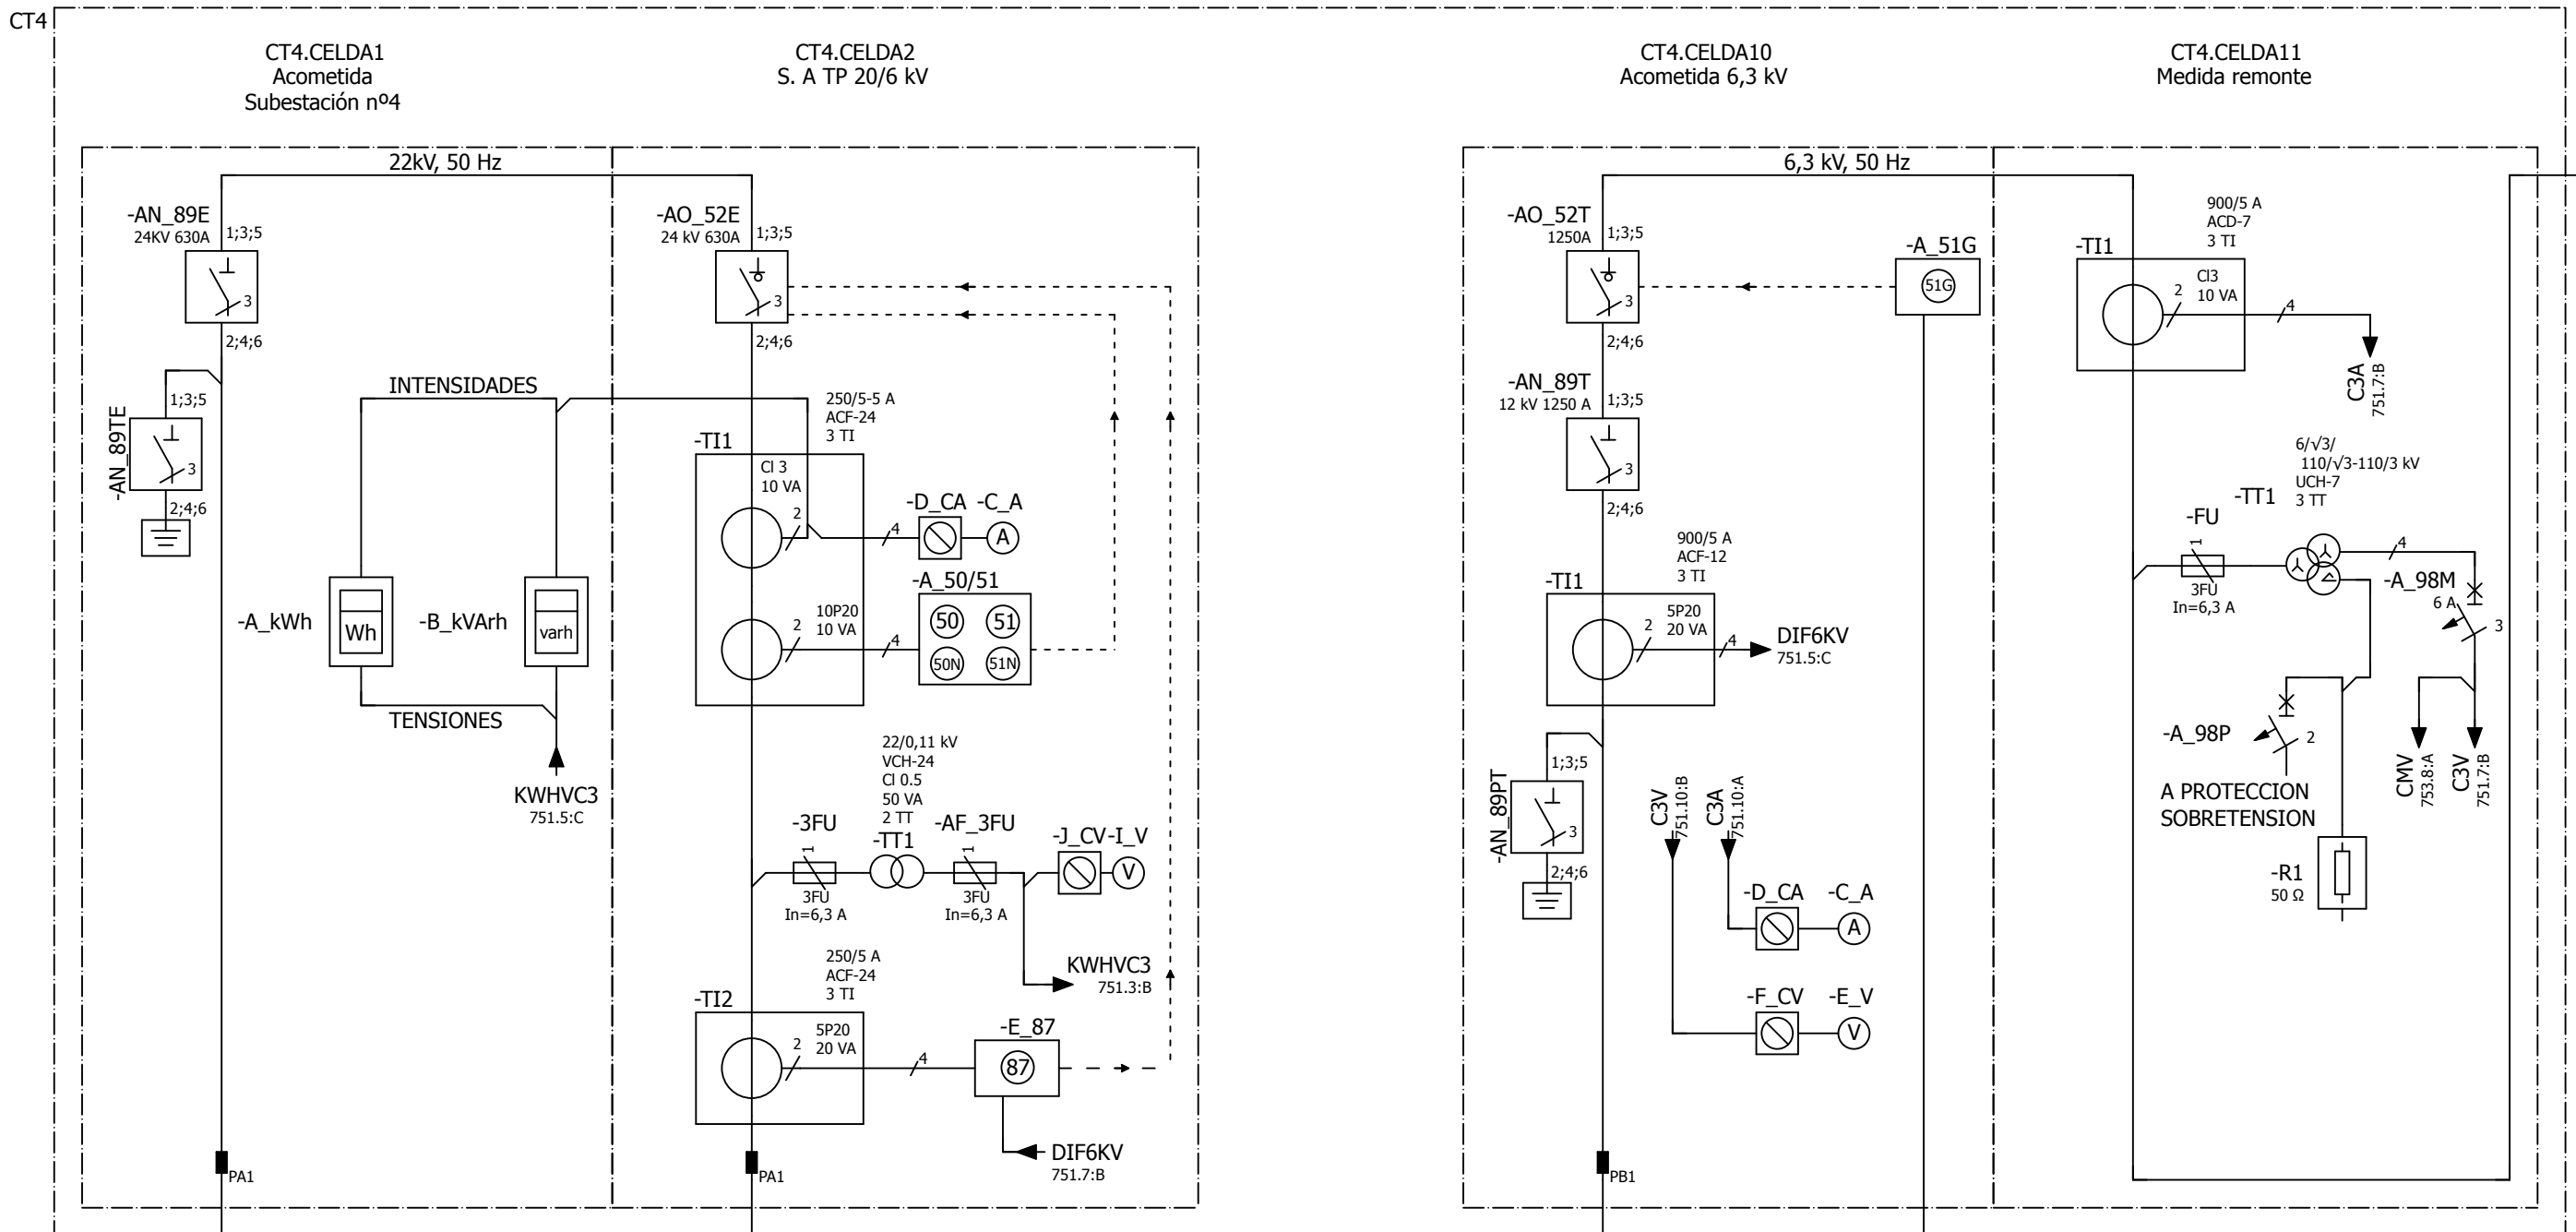 CT4
CT4.CELDA1
Acometida
Subestación nº4
CT4.CELDA2
S. A TP 20/6 kV
CT4.CELDA10
Acometida 6,3 kV
CT4.CELDA11
Medida remonte
22kV, 50 Hz
-AN_89E
24KV 630A
1;3;5
3
2;4;6
-AN_89TE
1;3;5
3
2;4;6
INTENSIDADES
-A_kWh
Wh
-B_kVArh
varh
TENSIONES
KWHVC3
751.5:C
PA1
-AO_52E
24 kV 630A
1;3;5
3
2;4;6
250/5-5 A
ACF-24
3 TI
-TI1
Cl 3
10 VA
2
4
-D_CA
-C_A
A
-A_50/51
10P20
10 VA
2
4
50
51
50N
51N
22/0,11 kV
VCH-24
Cl 0.5
50 VA
2 TT
-TT1
-3FU
1
3FU
In=6,3 A
-AF_3FU
1
3FU
In=6,3 A
-J_CV
-I_V
V
KWHVC3
751.3:B
250/5 A
ACF-24
3 TI
-TI2
5P20
20 VA
2
4
-E_87
87
DIF6KV
751.7:B
PA1
6,3 kV, 50 Hz
-AO_52T
1250A
1;3;5
3
2;4;6
-A_51G
51G
-AN_89T
12 kV 1250 A
1;3;5
3
2;4;6
900/5 A
ACF-12
3 TI
-TI1
5P20
20 VA
2
4
DIF6KV
751.5:C
-AN_89PT
1;3;5
3
2;4;6
C3V
751.10:B
C3A
751.10:A
-D_CA
-C_A
A
-F_CV
-E_V
V
PB1
900/5 A
ACD-7
3 TI
-TI1
Cl3
10 VA
2
4
C3A
751.7:B
6/√3/
110/√3-110/3 kV
UCH-7
3 TT
-TT1
-FU
1
3FU
In=6,3 A
4
-A_98M
6 A
3
-A_98P
2
A PROTECCION
SOBRETENSION
CMV
753.8:A
C3V
751.7:B
-R1
50 Ω